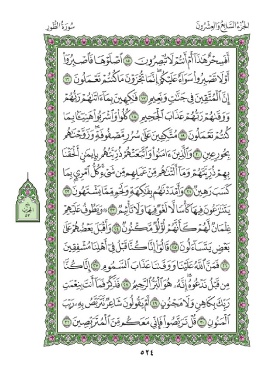 الجزء السابع والعشرون
سورة الطور
أَفَسِحْرٌ هَٰذَا أَمْ أَنتُمْ لَا تُبْصِرُونَ ١٥ ٱصْلَوْهَا فَٱصْبِرُوٓا۟
أَوْ لَا تَصْبِرُوا۟ سَوَآءٌ عَلَيْكُمْ إِنَّمَا تُجْزَوْنَ مَا كُنتُمْ تَعْمَلُونَ ١٦
إِنَّ ٱلْمُتَّقِينَ فِى جَنَّٰتٍ وَنَعِيمٍ ١٧ فَٰكِهِينَ بِمَآ ءَاتَىٰهُمْ رَبُّهُمْ
وَوَقَىٰهُمْ رَبُّهُمْ عَذَابَ ٱلْجَحِيمِ ١٨ كُلُوا۟ وَٱشْرَبُوا۟ هَنِيٓـًٔۢا بِمَا
كُنتُمْ تَعْمَلُونَ ١٩ مُتَّكِـِٔينَ عَلَىٰ سُرُرٍ مَّصْفُوفَةٍ وَزَوَّجْنَٰهُم
بِحُورٍ عِينٍ ٢٠ وَٱلَّذِينَ ءَامَنُوا۟ وَٱتَّبَعَتْهُمْ ذُرِّيَّتُهُم بِإِيمَٰنٍ أَلْحَقْنَا
بِهِمْ ذُرِّيَّتَهُمْ وَمَآ أَلَتْنَٰهُم مِّنْ عَمَلِهِم مِّن شَىْءٍ كُلُّ ٱمْرِئٍۭ بِمَا
كَسَبَ رَهِينٌ ٢١ وَأَمْدَدْنَٰهُم بِفَٰكِهَةٍ وَلَحْمٍ مِّمَّا يَشْتَهُونَ ٢٢
يَتَنَٰزَعُونَ فِيهَا كَأْسًا لَّا لَغْوٌ فِيهَا وَلَا تَأْثِيمٌ ٢٣ وَيَطُوفُ عَلَيْهِمْ
غِلْمَانٌ لَّهُمْ كَأَنَّهُمْ لُؤْلُؤٌ مَّكْنُونٌ ٢٤ وَأَقْبَلَ بَعْضُهُمْ عَلَىٰ
بَعْضٍ يَتَسَآءَلُونَ ٢٥ قَالُوٓا۟ إِنَّا كُنَّا قَبْلُ فِىٓ أَهْلِنَا مُشْفِقِينَ
٢٦ فَمَنَّ ٱللَّهُ عَلَيْنَا وَوَقَىٰنَا عَذَابَ ٱلسَّمُومِ ٢٧ إِنَّا كُنَّا
مِن قَبْلُ نَدْعُوهُ إِنَّهُۥ هُوَ ٱلْبَرُّ ٱلرَّحِيمُ ٢٨ فَذَكِّرْ فَمَآ أَنتَ بِنِعْمَتِ
رَبِّكَ بِكَاهِنٍ وَلَا مَجْنُونٍ ٢٩ أَمْ يَقُولُونَ شَاعِرٌ نَّتَرَبَّصُ بِهِۦ رَيْبَ
ٱلْمَنُونِ ٣٠ قُلْ تَرَبَّصُوا۟ فَإِنِّى مَعَكُم مِّنَ ٱلْمُتَرَبِّصِينَ ٣١
٥٢٤